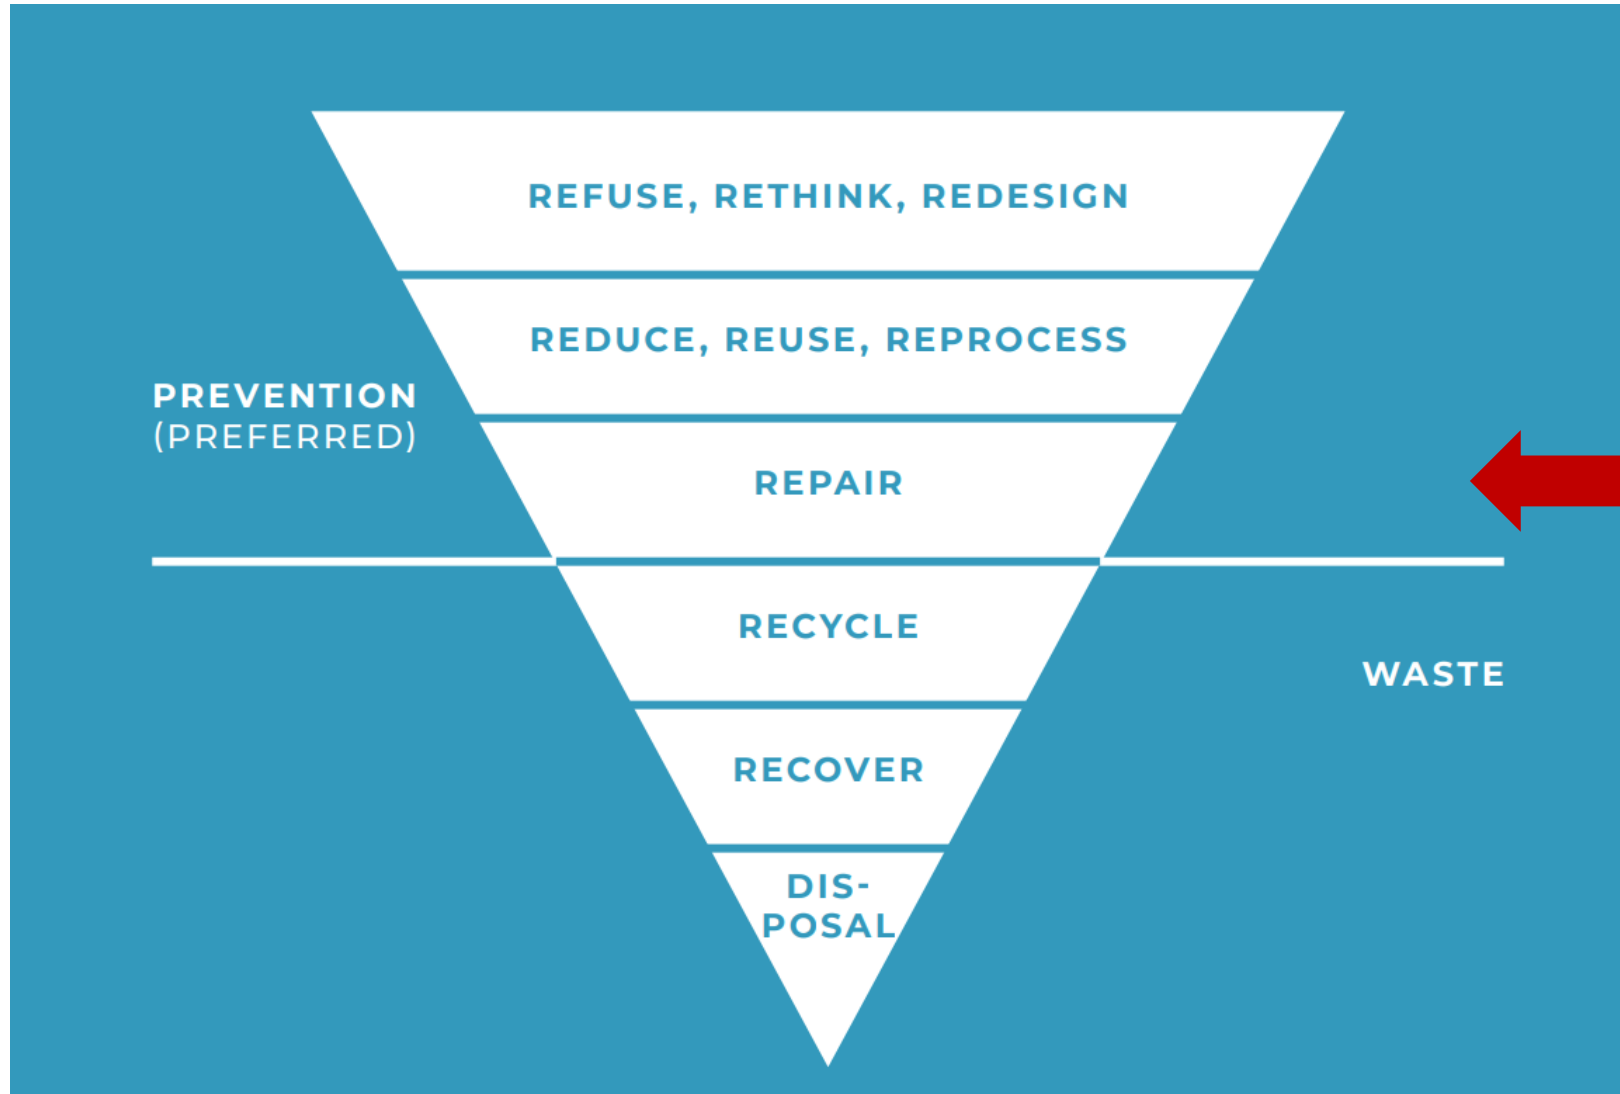 REFUSE, RETHINK, REDESIGN
REDUCE, REUSE, REPROCESS
PREVENTION
(PREFERRED)
REPAIR
RECYCLE
WASTE
RECOVER
DIS-
POSAL